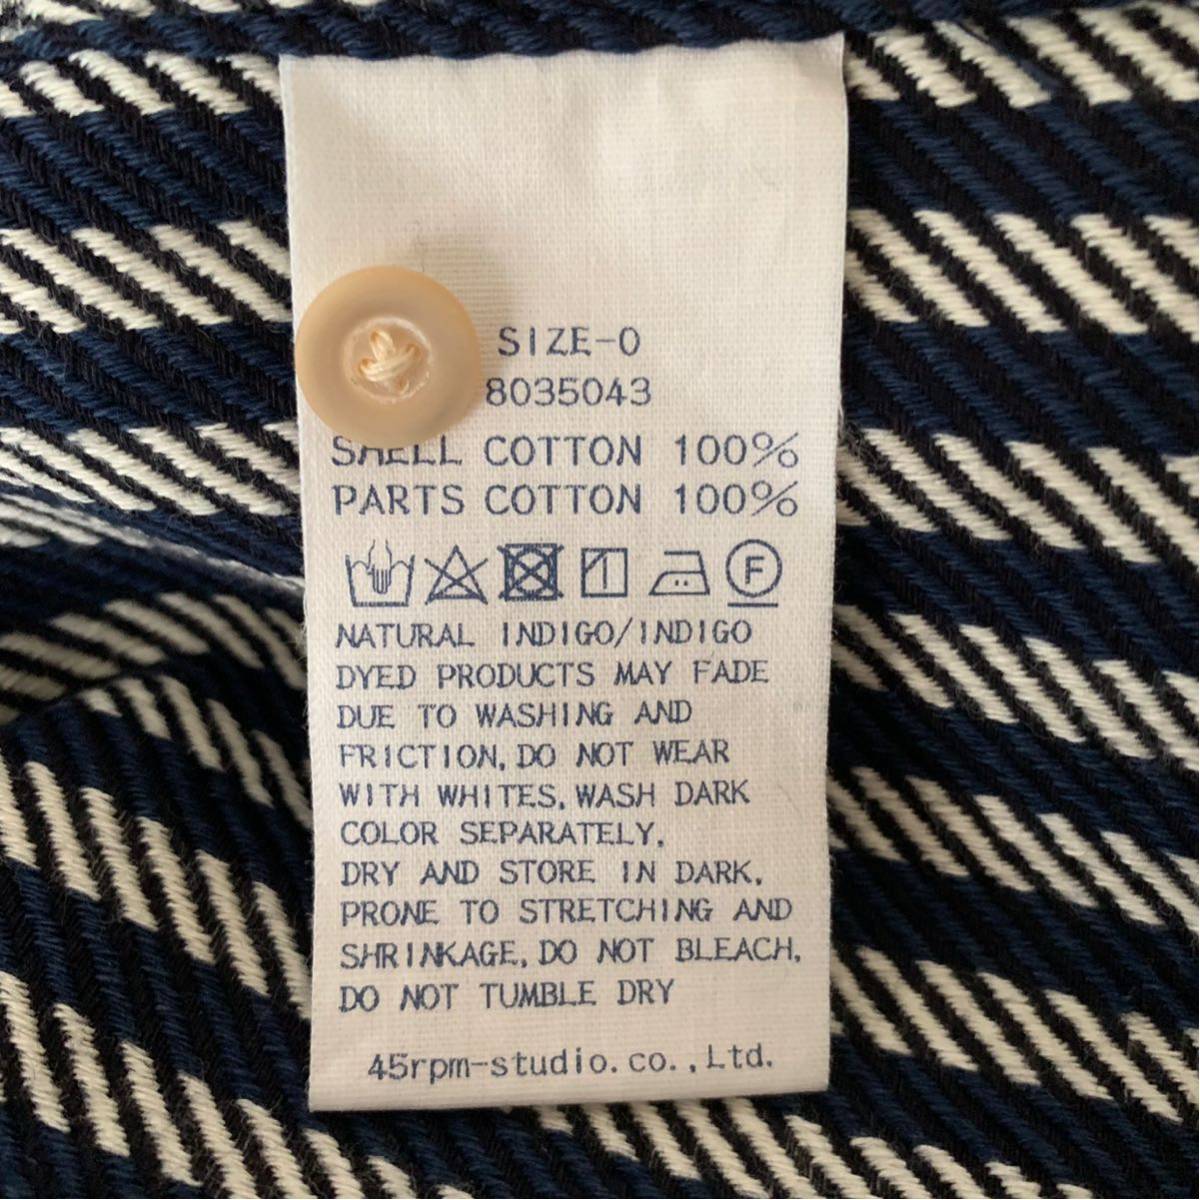 SIZE-0
8035043
SHELL COTTON 100%
PARTS COTTON 100%
F
NATURAL INDIGO/INDIGO
DYED PRODUCTS MAY FADE
DUE TO WASHING AND
FRICTION, DO NOT WEAR
WITH WHITES, WASH DARK
COLOR SEPARATELY,
DRY AND STORE IN DARK,
PRONE TO STRETCHING AND
SHRINKAGE, DO NOT BLEACH,
DO NOT TUMBLE DRY
45rpm-studio.co.,Ltd.